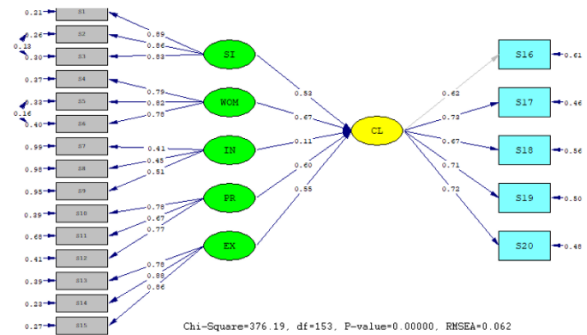 0.21 S1 0.89
0.26 S2 0.86
0.13
0.30 S3 0.83
SI
S16 0.61
0.37 S4 0.79
0.53 0.62
0.33 S5 0.82 WOM
S17 0.46
0.16
0.40 S6 0.78
0.67 0.73
0.99 S7 0.41
CL
0.98 S8 0.45 IN 0.11 0.67
S18 0.56
0.95 S9 0.51
0.60 0.71
0.39 S10 0.78 PR
S19 0.50
S11 0.67
0.55 0.72
0.41 S12 0.77
0.39 S13 0.78 EX
S20 0.48
S14 0.88
0.27 S15 0.86
Chi-Square=376.19, df=153, P-value=0.00000, RMSEA=0.062